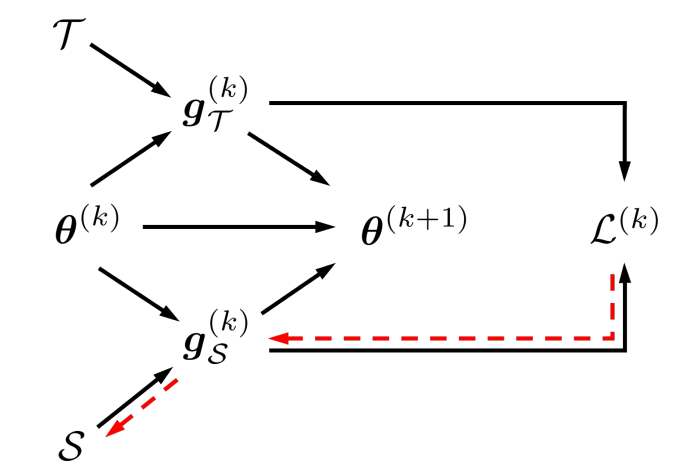 𝒯
𝒈_𝒯^(k)
𝜽^(k) 𝜽^(k+1) ℒ^(k)
𝒈_𝒮^(k)
𝒮